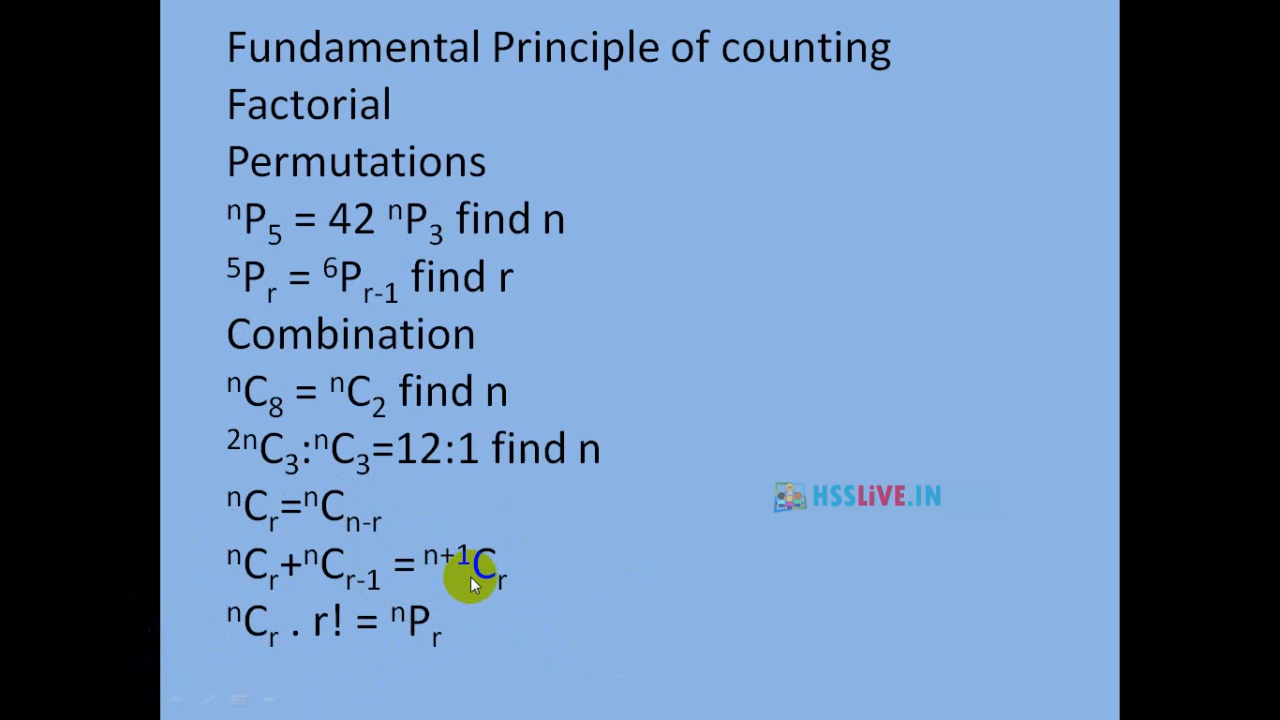 Fundamental Principle of counting
Factorial
Permutations
ⁿP₅ = 42 ⁿP₃ find n
⁵Pᵣ = ⁶Pᵣ₋₁ find r
Combination
ⁿC₈ = ⁿC₂ find n
²ⁿC₃:ⁿC₃=12:1 find n
ⁿCᵣ=ⁿCₙ₋ᵣ
HSSLiVE.IN
ⁿCᵣ+ⁿCᵣ₋₁ = ⁿ⁺¹Cᵣ
ⁿCᵣ . r! = ⁿPᵣ